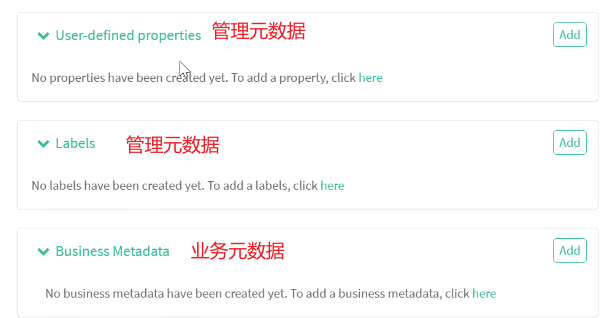 User-defined properties 管理元数据 Add
No properties have been created yet. To add a property, click here
Labels 管理元数据 Add
No labels have been created yet. To add a labels, click here
Business Metadata 业务元数据 Add
No business metadata have been created yet. To add a business metadata, click here